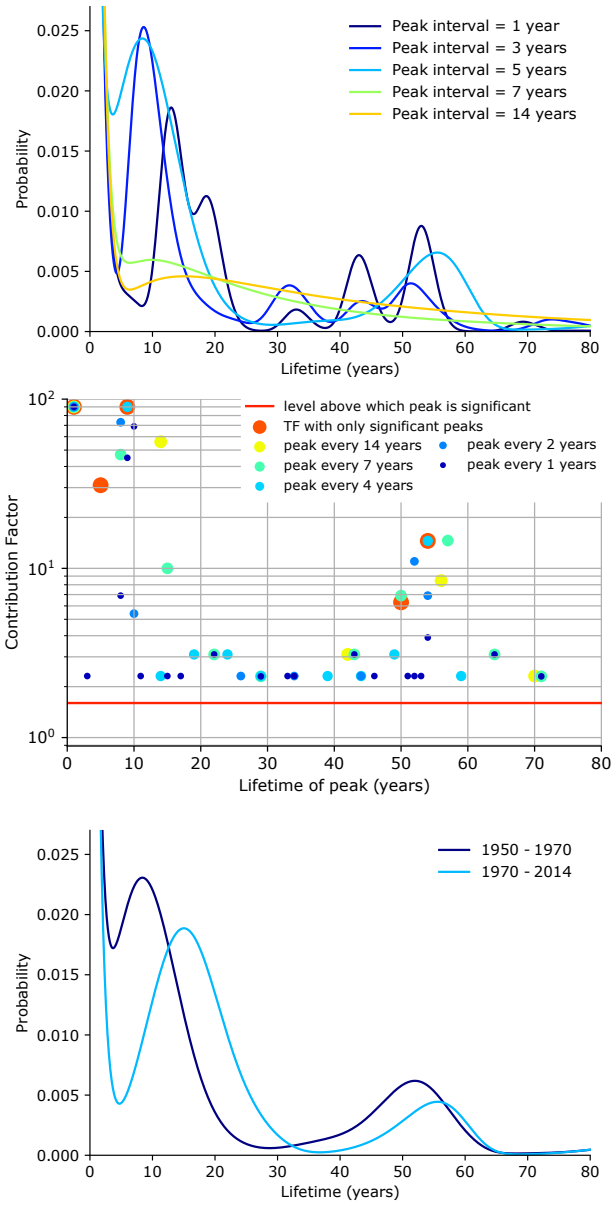 Peak interval = 1 year
Peak interval = 3 years
Peak interval = 5 years
Peak interval = 7 years
Peak interval = 14 years
Probability
0.025
0.020
0.015
0.010
0.005
0.000
0 10 20 30 40 50 60 70 80
Lifetime (years)
level above which peak is significant
TF with only significant peaks
peak every 14 years peak every 2 years
peak every 7 years peak every 1 years
peak every 4 years
Contribution Factor
10^2
10^1
10^0
0 10 20 30 40 50 60 70 80
Lifetime of peak (years)
1950 - 1970
1970 - 2014
Probability
0.025
0.020
0.015
0.010
0.005
0.000
0 10 20 30 40 50 60 70 80
Lifetime (years)